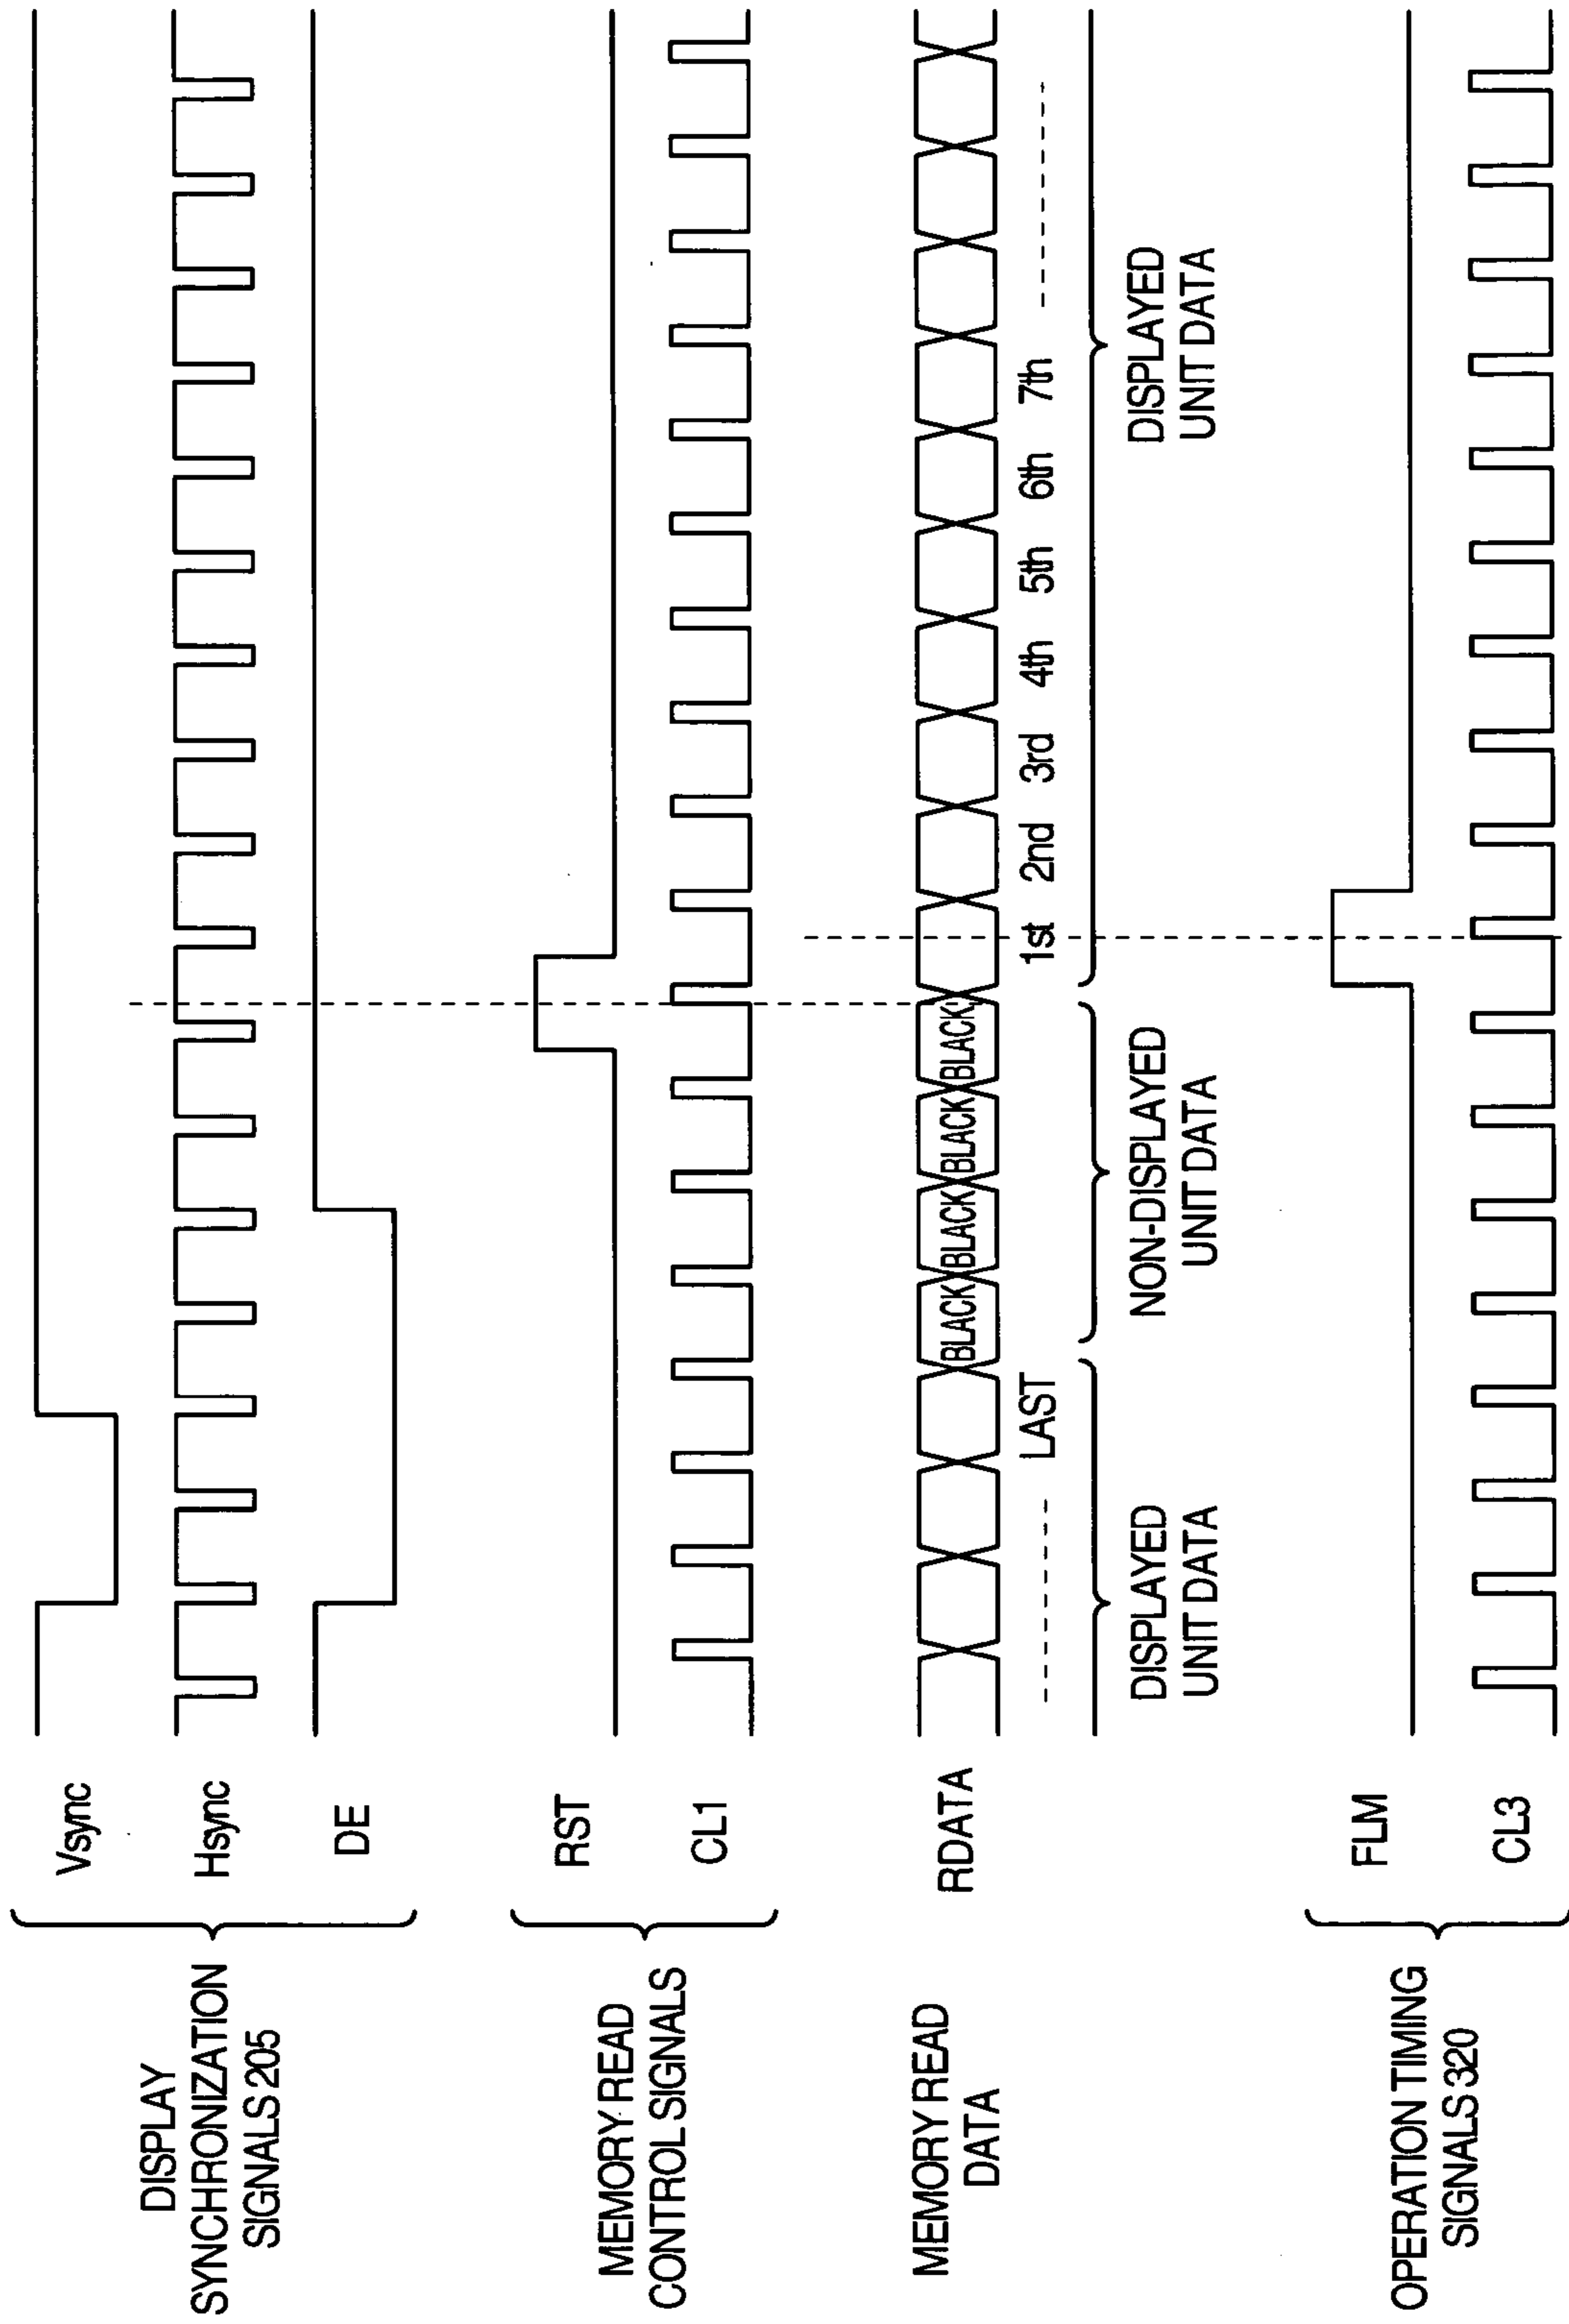 DISPLAY
SYNCHRONIZATION
SIGNALS 205
Vsync
Hsync
DE
MEMORY READ
CONTROL SIGNALS
RST
CL1
MEMORY READ
DATA
RDATA
BLACK BLACK BLACK BLACK
LAST
1st 2nd 3rd 4th 5th 6th 7th
DISPLAYED
UNIT DATA
NON-DISPLAYED
UNIT DATA
DISPLAYED
UNIT DATA
OPERATION TIMING
SIGNALS 320
FLM
CL3